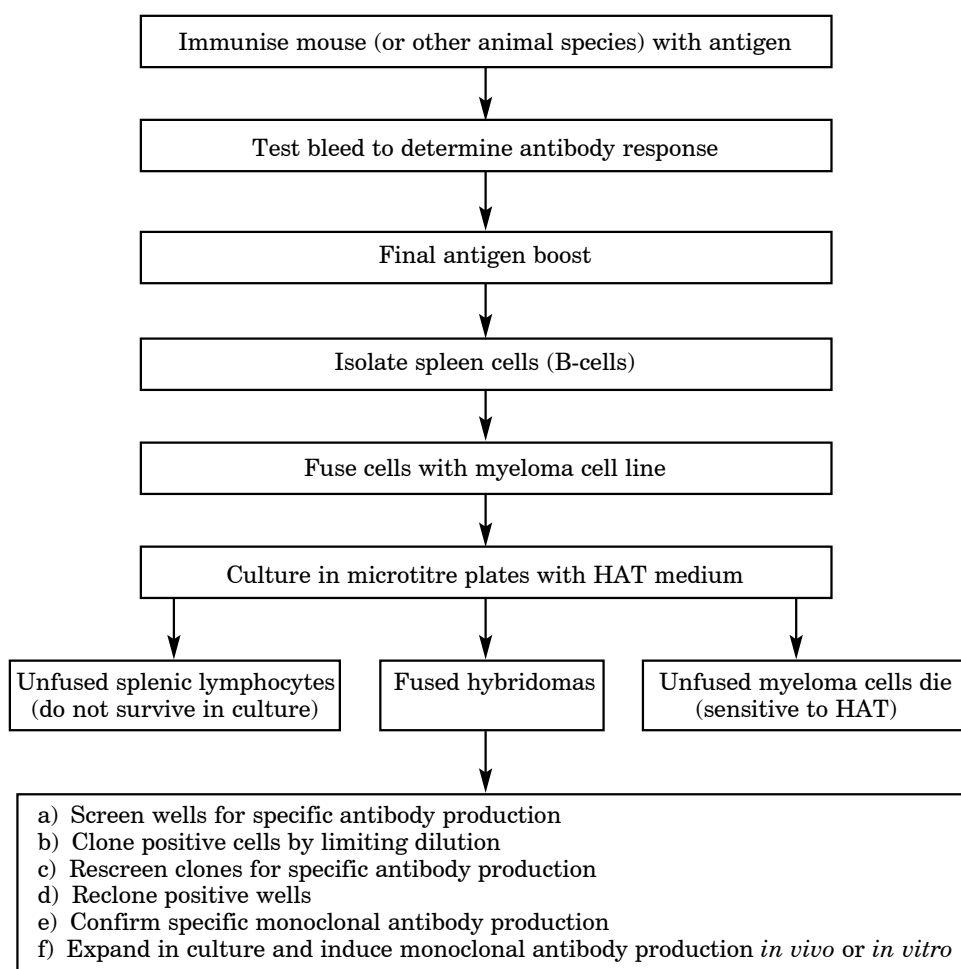 Immunise mouse (or other animal species) with antigen
Test bleed to determine antibody response
Final antigen boost
Isolate spleen cells (B-cells)
Fuse cells with myeloma cell line
Culture in microtitre plates with HAT medium
Unfused splenic lymphocytes
(do not survive in culture)
Fused hybridomas
Unfused myeloma cells die
(sensitive to HAT)
a) Screen wells for specific antibody production
b) Clone positive cells by limiting dilution
c) Rescreen clones for specific antibody production
d) Reclone positive wells
e) Confirm specific monoclonal antibody production
f) Expand in culture and induce monoclonal antibody production in vivo or in vitro